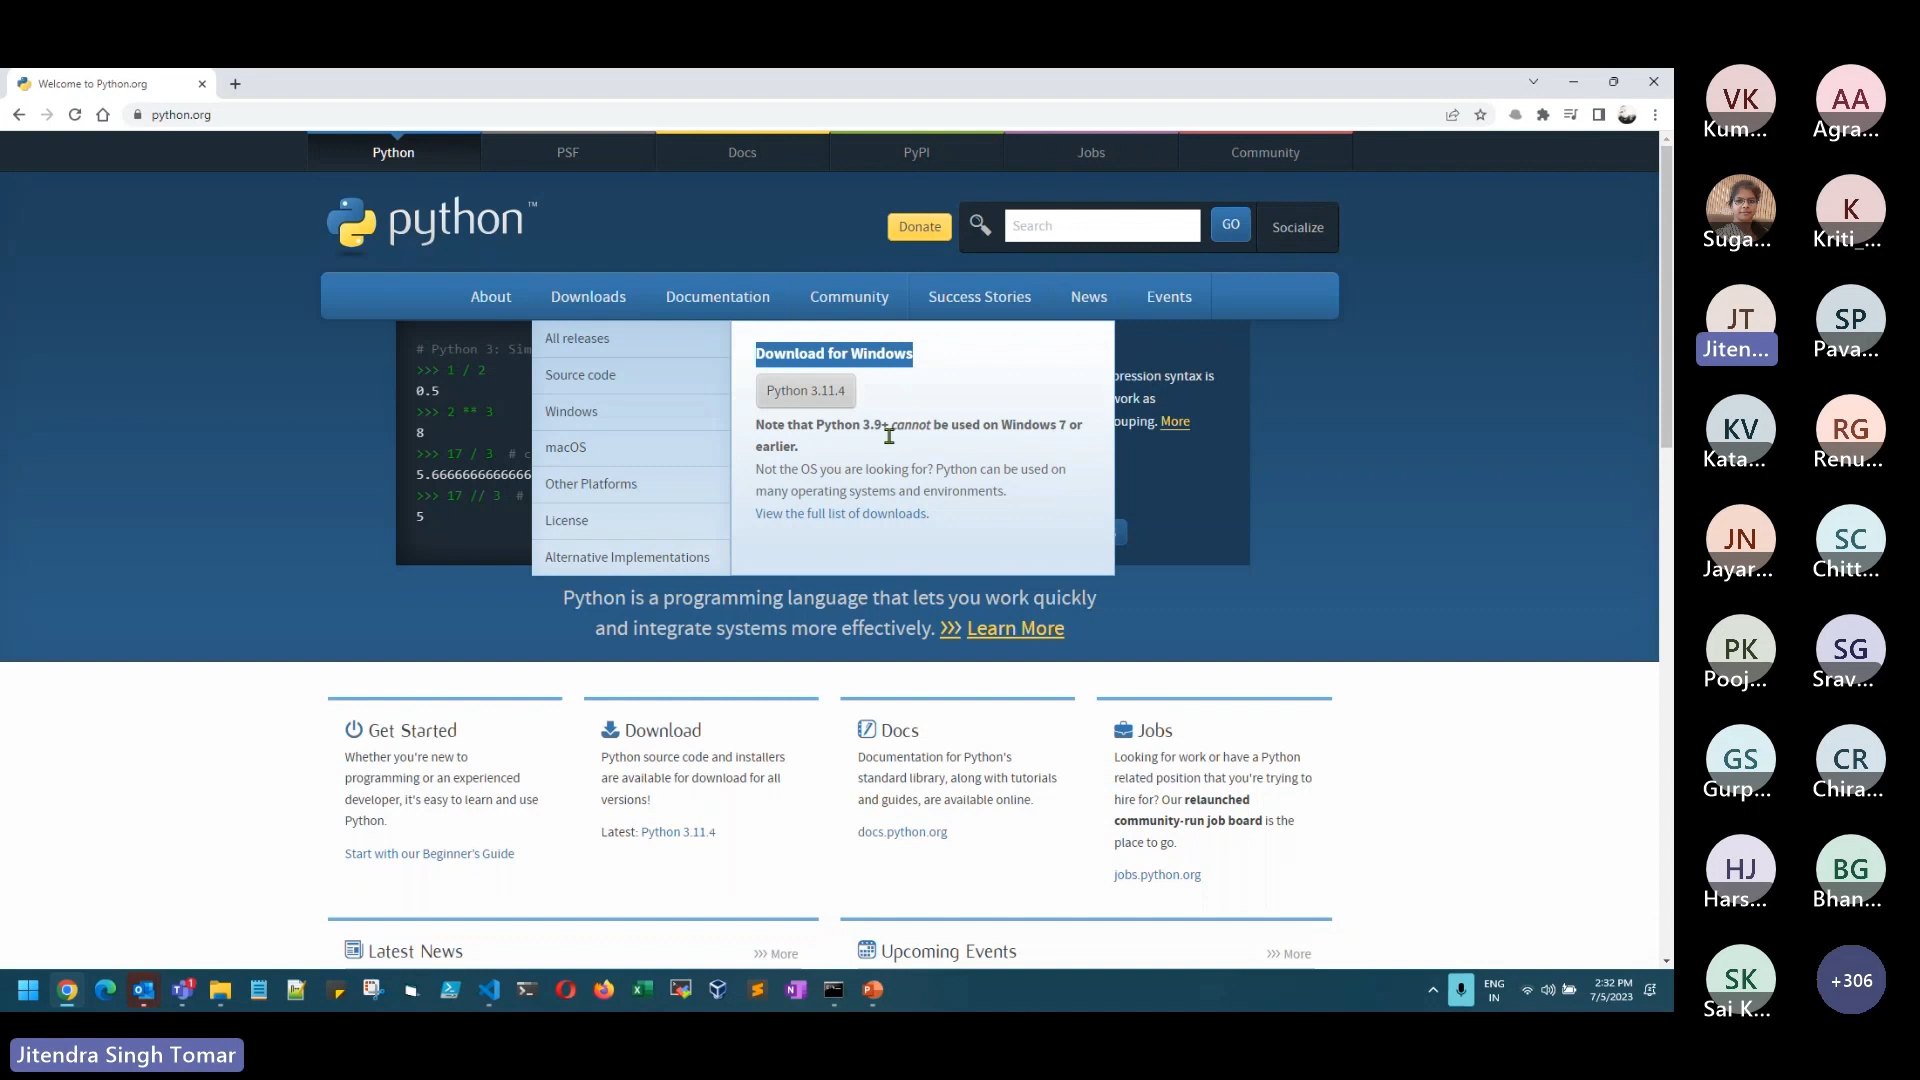 Welcome to Python.org
python.org
Python PSF Docs PyPI Jobs Community
python™
Donate
Search
GO
Socialize
About Downloads Documentation Community Success Stories News Events
# Python 3: Sim
>>> 1 / 2
0.5
>>> 2 ** 3
8
>>> 17 / 3 # c
5.6666666666666
>>> 17 // 3 #
5
All releases
Source code
Windows
macOS
Other Platforms
License
Alternative Implementations
Download for Windows
Python 3.11.4
Note that Python 3.9+ cannot be used on Windows 7 or
earlier.
Not the OS you are looking for? Python can be used on
many operating systems and environments.
View the full list of downloads.
pression syntax is
work as
ouping. More
Python is a programming language that lets you work quickly
and integrate systems more effectively. >>> Learn More
Get Started
Whether you're new to
programming or an experienced
developer, it's easy to learn and use
Python.
Start with our Beginner's Guide
Download
Python source code and installers
are available for download for all
versions!
Latest: Python 3.11.4
Docs
Documentation for Python's
standard library, along with tutorials
and guides, are available online.
docs.python.org
Jobs
Looking for work or have a Python
related position that you're trying to
hire for? Our relaunched
community-run job board is the
place to go.
jobs.python.org
Latest News
>>> More
Upcoming Events
>>> More
ENG
IN
2:32 PM
7/5/2023
Jitendra Singh Tomar
VK
Kum...
AA
Agra...
Suga...
K
Kriti_...
JT
Jiten...
SP
Pava...
KV
Kata...
RG
Renu...
JN
Jayar...
SC
Chitt...
PK
Pooj...
SG
Srav...
GS
Gurp...
CR
Chira...
HJ
Hars...
BG
Bhan...
SK
Sai K...
+306